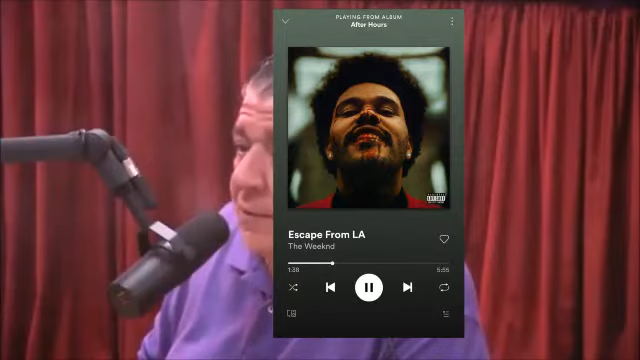 PLAYING FROM ALBUM
After Hours
Escape From LA
The Weeknd
1:38
5:55